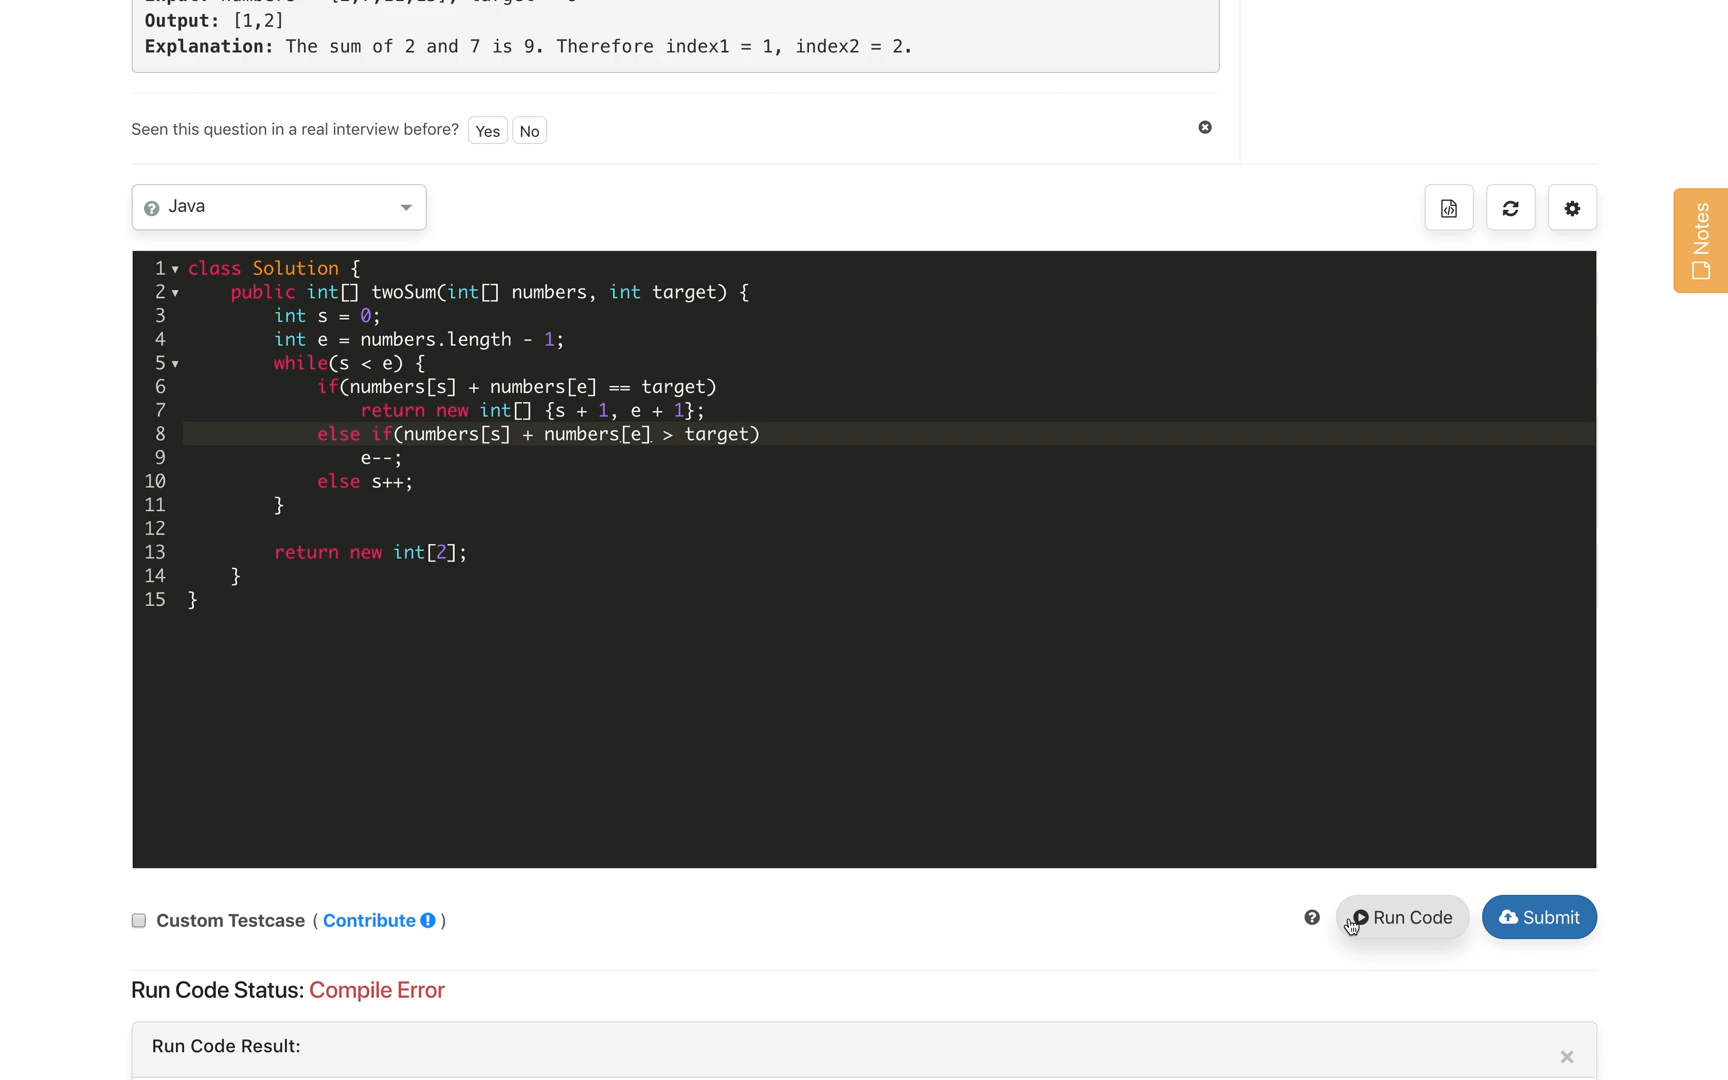 Output: [1,2]
Explanation: The sum of 2 and 7 is 9. Therefore index1 = 1, index2 = 2.
Seen this question in a real interview before? Yes No
Java
Notes
1 class Solution {
2 public int[] twoSum(int[] numbers, int target) {
3 int s = 0;
4 int e = numbers.length - 1;
5 while(s < e) {
6 if(numbers[s] + numbers[e] == target)
7 return new int[] {s + 1, e + 1};
8 else if(numbers[s] + numbers[e] > target)
9 e--;
10 else s++;
11 }
12
13 return new int[2];
14 }
15 }
Custom Testcase ( Contribute )
Run Code Submit
Run Code Status: Compile Error
Run Code Result: